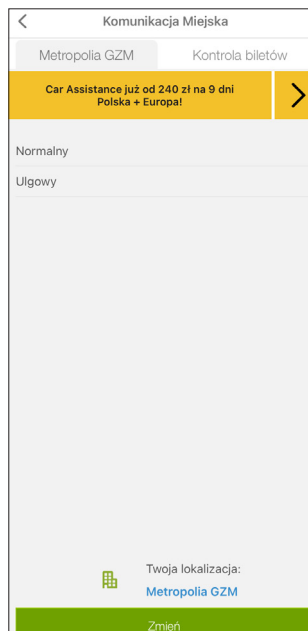 Komunikacja Miejska
Metropolia GZM
Kontrola biletów
Car Assistance już od 240 zł na 9 dni
Polska + Europa!
Normalny
Ulgowy
Twoja lokalizacja:
Metropolia GZM
Zmień